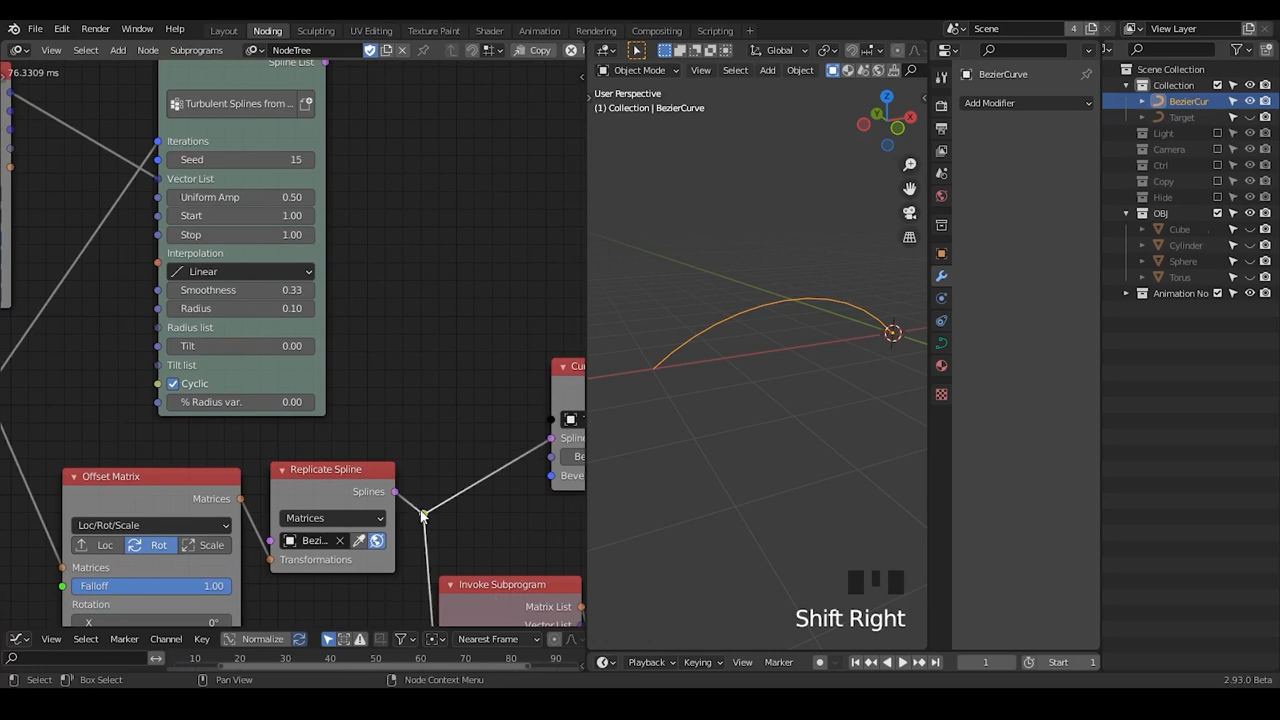 File Edit Render Window Help Layout Noding Sculpting UV Editing Texture Paint Shader Animation Rendering Compositing Scripting Scene 4 View Layer
View Select Add Node Subprograms NodeTree Copy Global
76.3309 ms
Object Mode View Select Add Object
Spline List
Turbulent Splines from ...
Iterations
Seed 15
Vector List
Uniform Amp 0.50
Start 1.00
Stop 1.00
Interpolation
Linear
Smoothness 0.33
Radius 0.10
Radius list
Tilt 0.00
Tilt list
Cyclic
% Radius var. 0.00
Offset Matrix
Matrices
Loc/Rot/Scale
Loc Rot Scale
Matrices
Falloff 1.00
Rotation
X 0°
Replicate Spline
Splines
Matrices
Bezi...
Transformations
Cu
Spline
Be
Beve
Invoke Subprogram
Matrix List
Vector List
User Perspective
(1) Collection | BezierCurve
Z
Y
X
Shift Right
BezierCurve
Add Modifier
Scene Collection
Collection
BezierCur
Target
Light
Camera
Ctrl
Copy
Hide
OBJ
Cube
Cylinder
Sphere
Torus
Animation No
View Select Marker Channel Key Normalize Nearest Frame
10 20 30 40 50 60 70 80 90
Playback Keying View Marker 1 Start 1
Select Box Select Pan View Node Context Menu 2.93.0 Beta